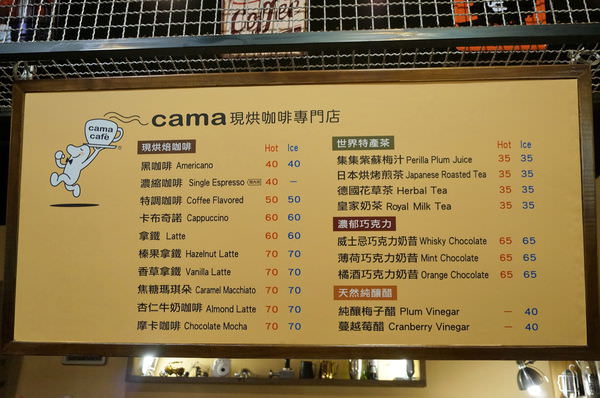 Coffee
cama
café
cama 現烘咖啡專門店
現烘焙咖啡 Hot Ice
黑咖啡 Americano 40 40
濃縮咖啡 Single Espresso 40 –
特調咖啡 Coffee Flavored 50 50
卡布奇諾 Cappuccino 60 60
拿鐵 Latte 60 60
榛果拿鐵 Hazelnut Latte 70 70
香草拿鐵 Vanilla Latte 70 70
焦糖瑪琪朵 Caramel Macchiato 70 70
杏仁牛奶咖啡 Almond Latte 70 70
摩卡咖啡 Chocolate Mocha 70 70
世界特產茶 Hot Ice
集集紫蘇梅汁 Perilla Plum Juice 35 35
日本烘烤煎茶 Japanese Roasted Tea 35 35
德國花草茶 Herbal Tea 35 35
皇家奶茶 Royal Milk Tea 35 35
濃郁巧克力
威士忌巧克力奶昔 Whisky Chocolate 65 65
薄荷巧克力奶昔 Mint Chocolate 65 65
橘酒巧克力奶昔 Orange Chocolate 65 65
天然純釀醋
純釀梅子醋 Plum Vinegar – 40
蔓越莓醋 Cranberry Vinegar – 40